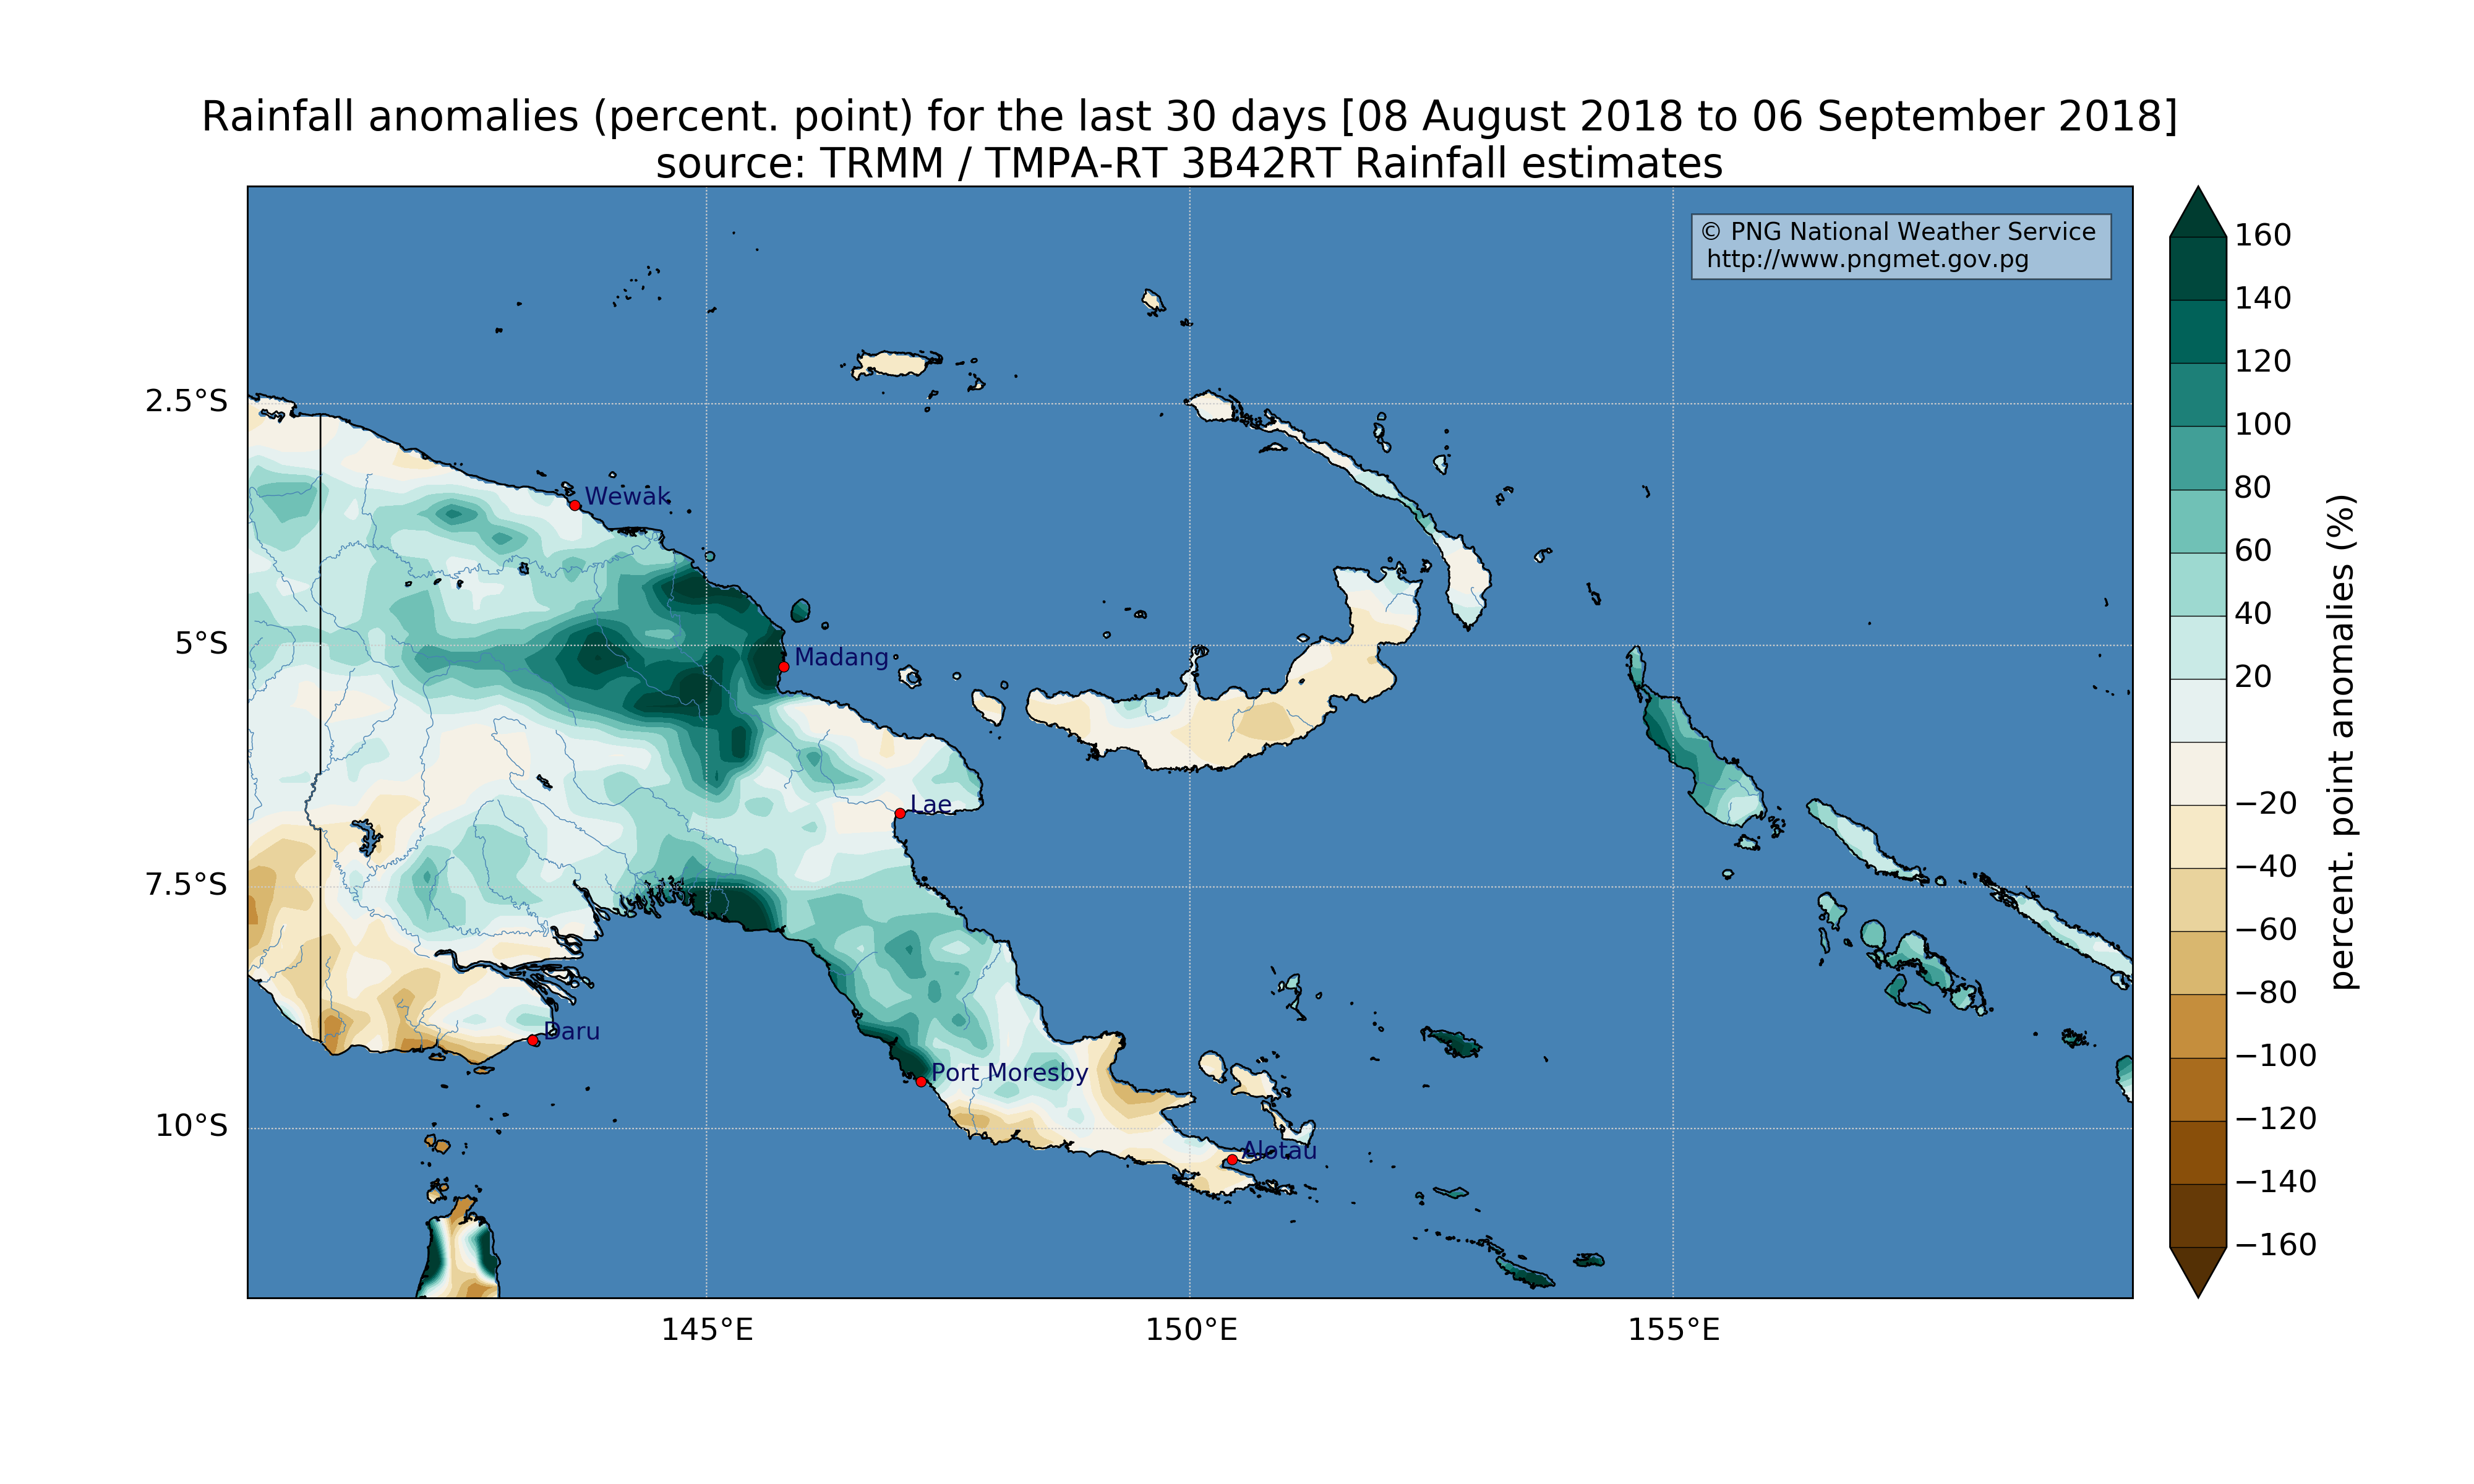 Rainfall anomalies (percent. point) for the last 30 days [08 August 2018 to 06 September 2018]
source: TRMM / TMPA-RT 3B42RT Rainfall estimates
© PNG National Weather Service
http://www.pngmet.gov.pg
2.5°S
5°S
7.5°S
10°S
Wewak
Madang
Lae
Daru
Port Moresby
Alotau
145°E
150°E
155°E
160
140
120
100
80
60
40
20
−20
−40
−60
−80
−100
−120
−140
−160
percent. point anomalies (%)